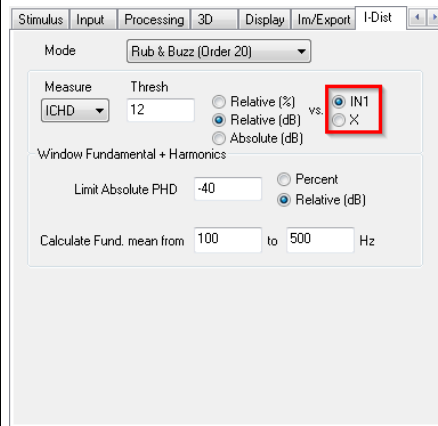 Stimulus Input Processing 3D Display Im/Export I-Dist
Mode Rub & Buzz (Order 20)
Measure Thresh
ICHD 12
Relative (%)
Relative (dB)
Absolute (dB)
vs.
IN1
X
Window Fundamental + Harmonics
Limit Absolute PHD -40
Percent
Relative (dB)
Calculate Fund. mean from 100 to 500 Hz